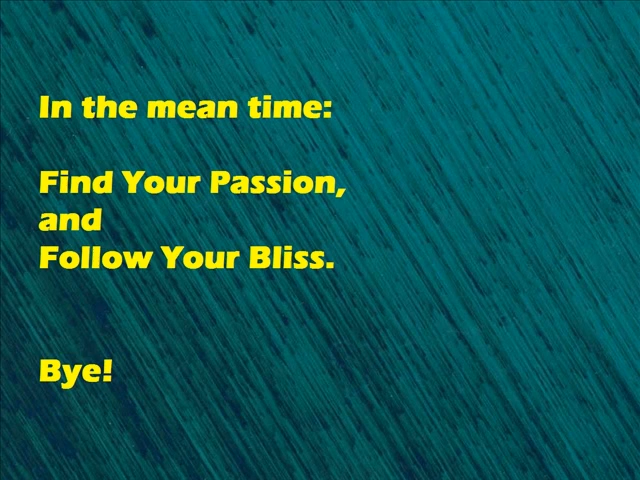 In the mean time:
Find Your Passion,
and
Follow Your Bliss.
Bye!